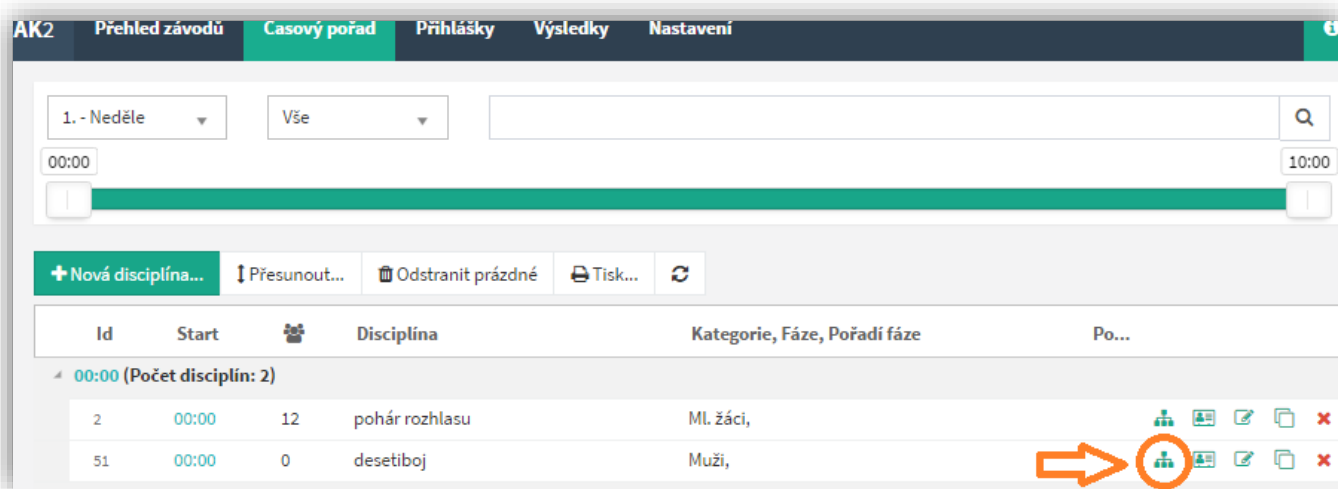 AK2 Přehled závodů Časový pořad Přihlášky Výsledky Nastavení
1. - Neděle Vše
00:00 10:00
Nová disciplína... Přesunout... Odstranit prázdné Tisk...
Id Start Disciplína Kategorie, Fáze, Pořadí fáze Po...
00:00 (Počet disciplín: 2)
2 00:00 12 pohár rozhlasu Ml. žáci,
51 00:00 0 desetiboj Muži,